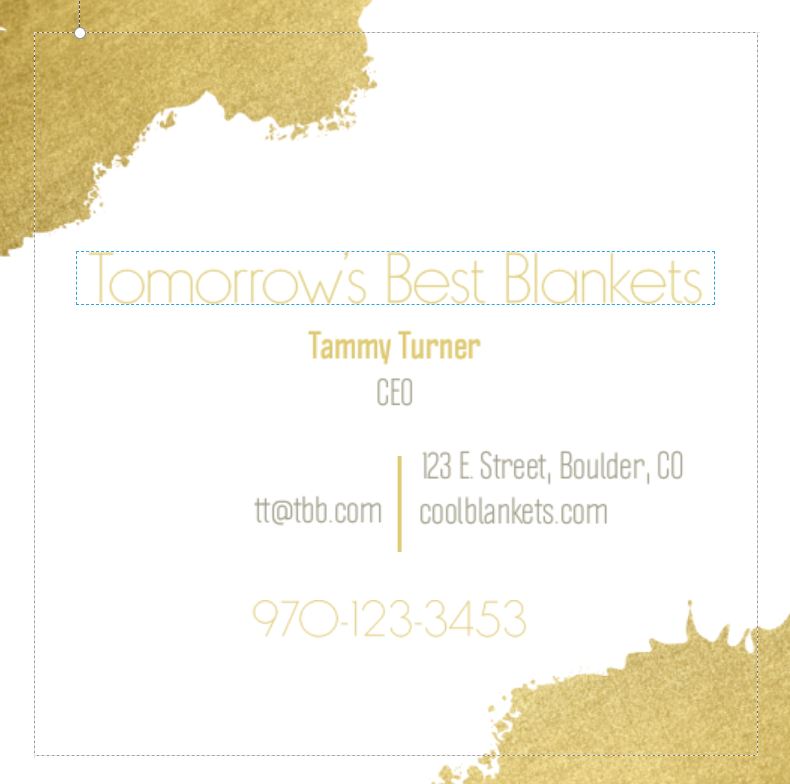 Tomorrow's Best Blankets
Tammy Turner
CEO
tt@tbb.com
123 E. Street, Boulder, CO
coolblankets.com
970-123-3453